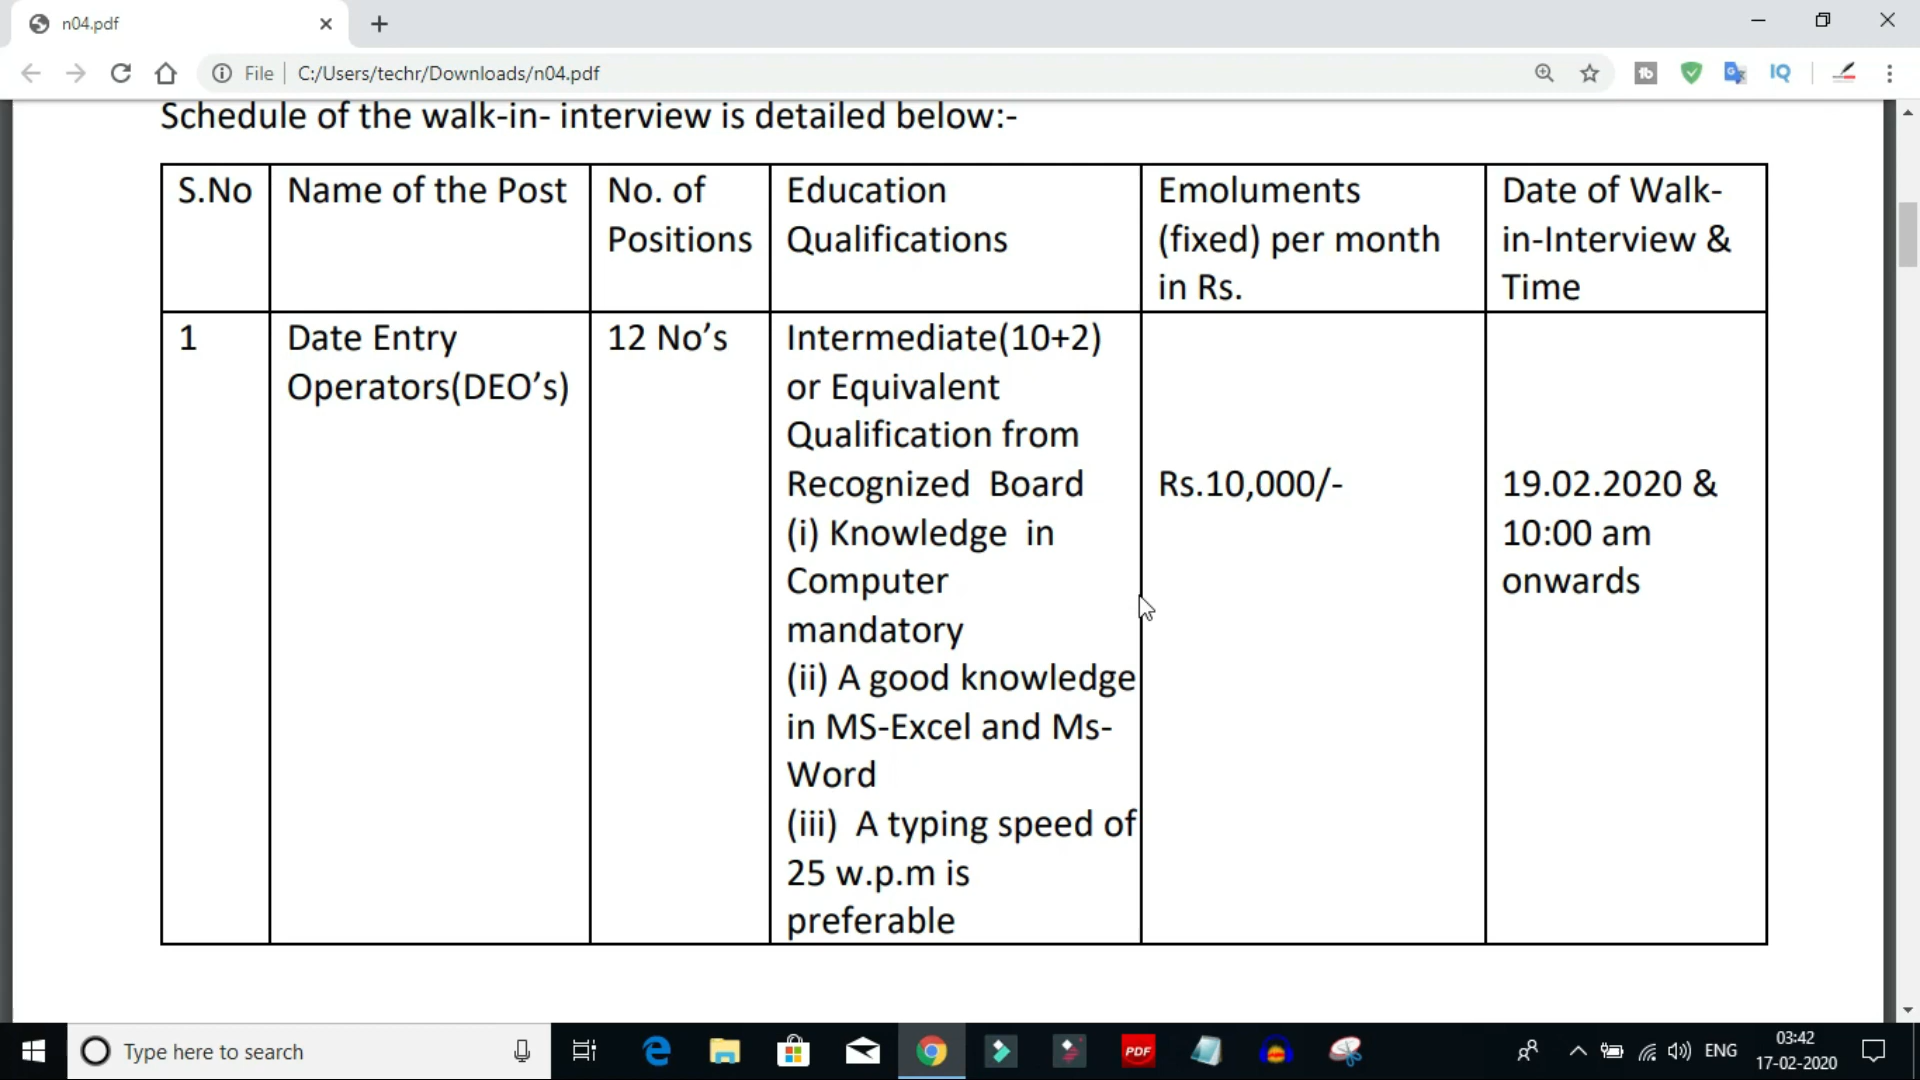 n04.pdf
File
C:/Users/techr/Downloads/n04.pdf
Schedule of the walk-in- interview is detailed below:-
S.No
Name of the Post
No. of
Positions
Education
Qualifications
Emoluments
(fixed) per month
in Rs.
Date of Walk-
in-Interview &
Time
1
Date Entry
Operators(DEO’s)
12 No’s
Intermediate(10+2)
or Equivalent
Qualification from
Recognized  Board
(i) Knowledge  in
Computer
mandatory
(ii) A good knowledge
in MS-Excel and Ms-
Word
(iii)  A typing speed of
25 w.p.m is
preferable
Rs.10,000/-
19.02.2020 &
10:00 am
onwards
Type here to search
PDF
ENG
03:42
17-02-2020
tb
IQ